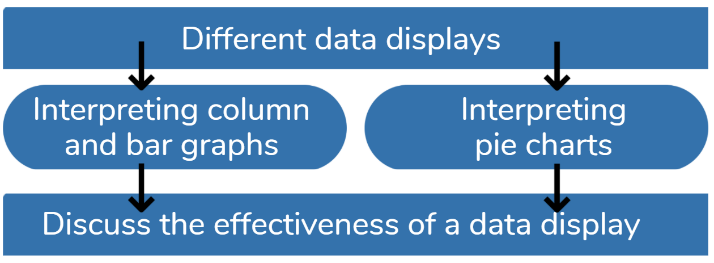 Different data displays
Interpreting column
and bar graphs
Interpreting
pie charts
Discuss the effectiveness of a data display